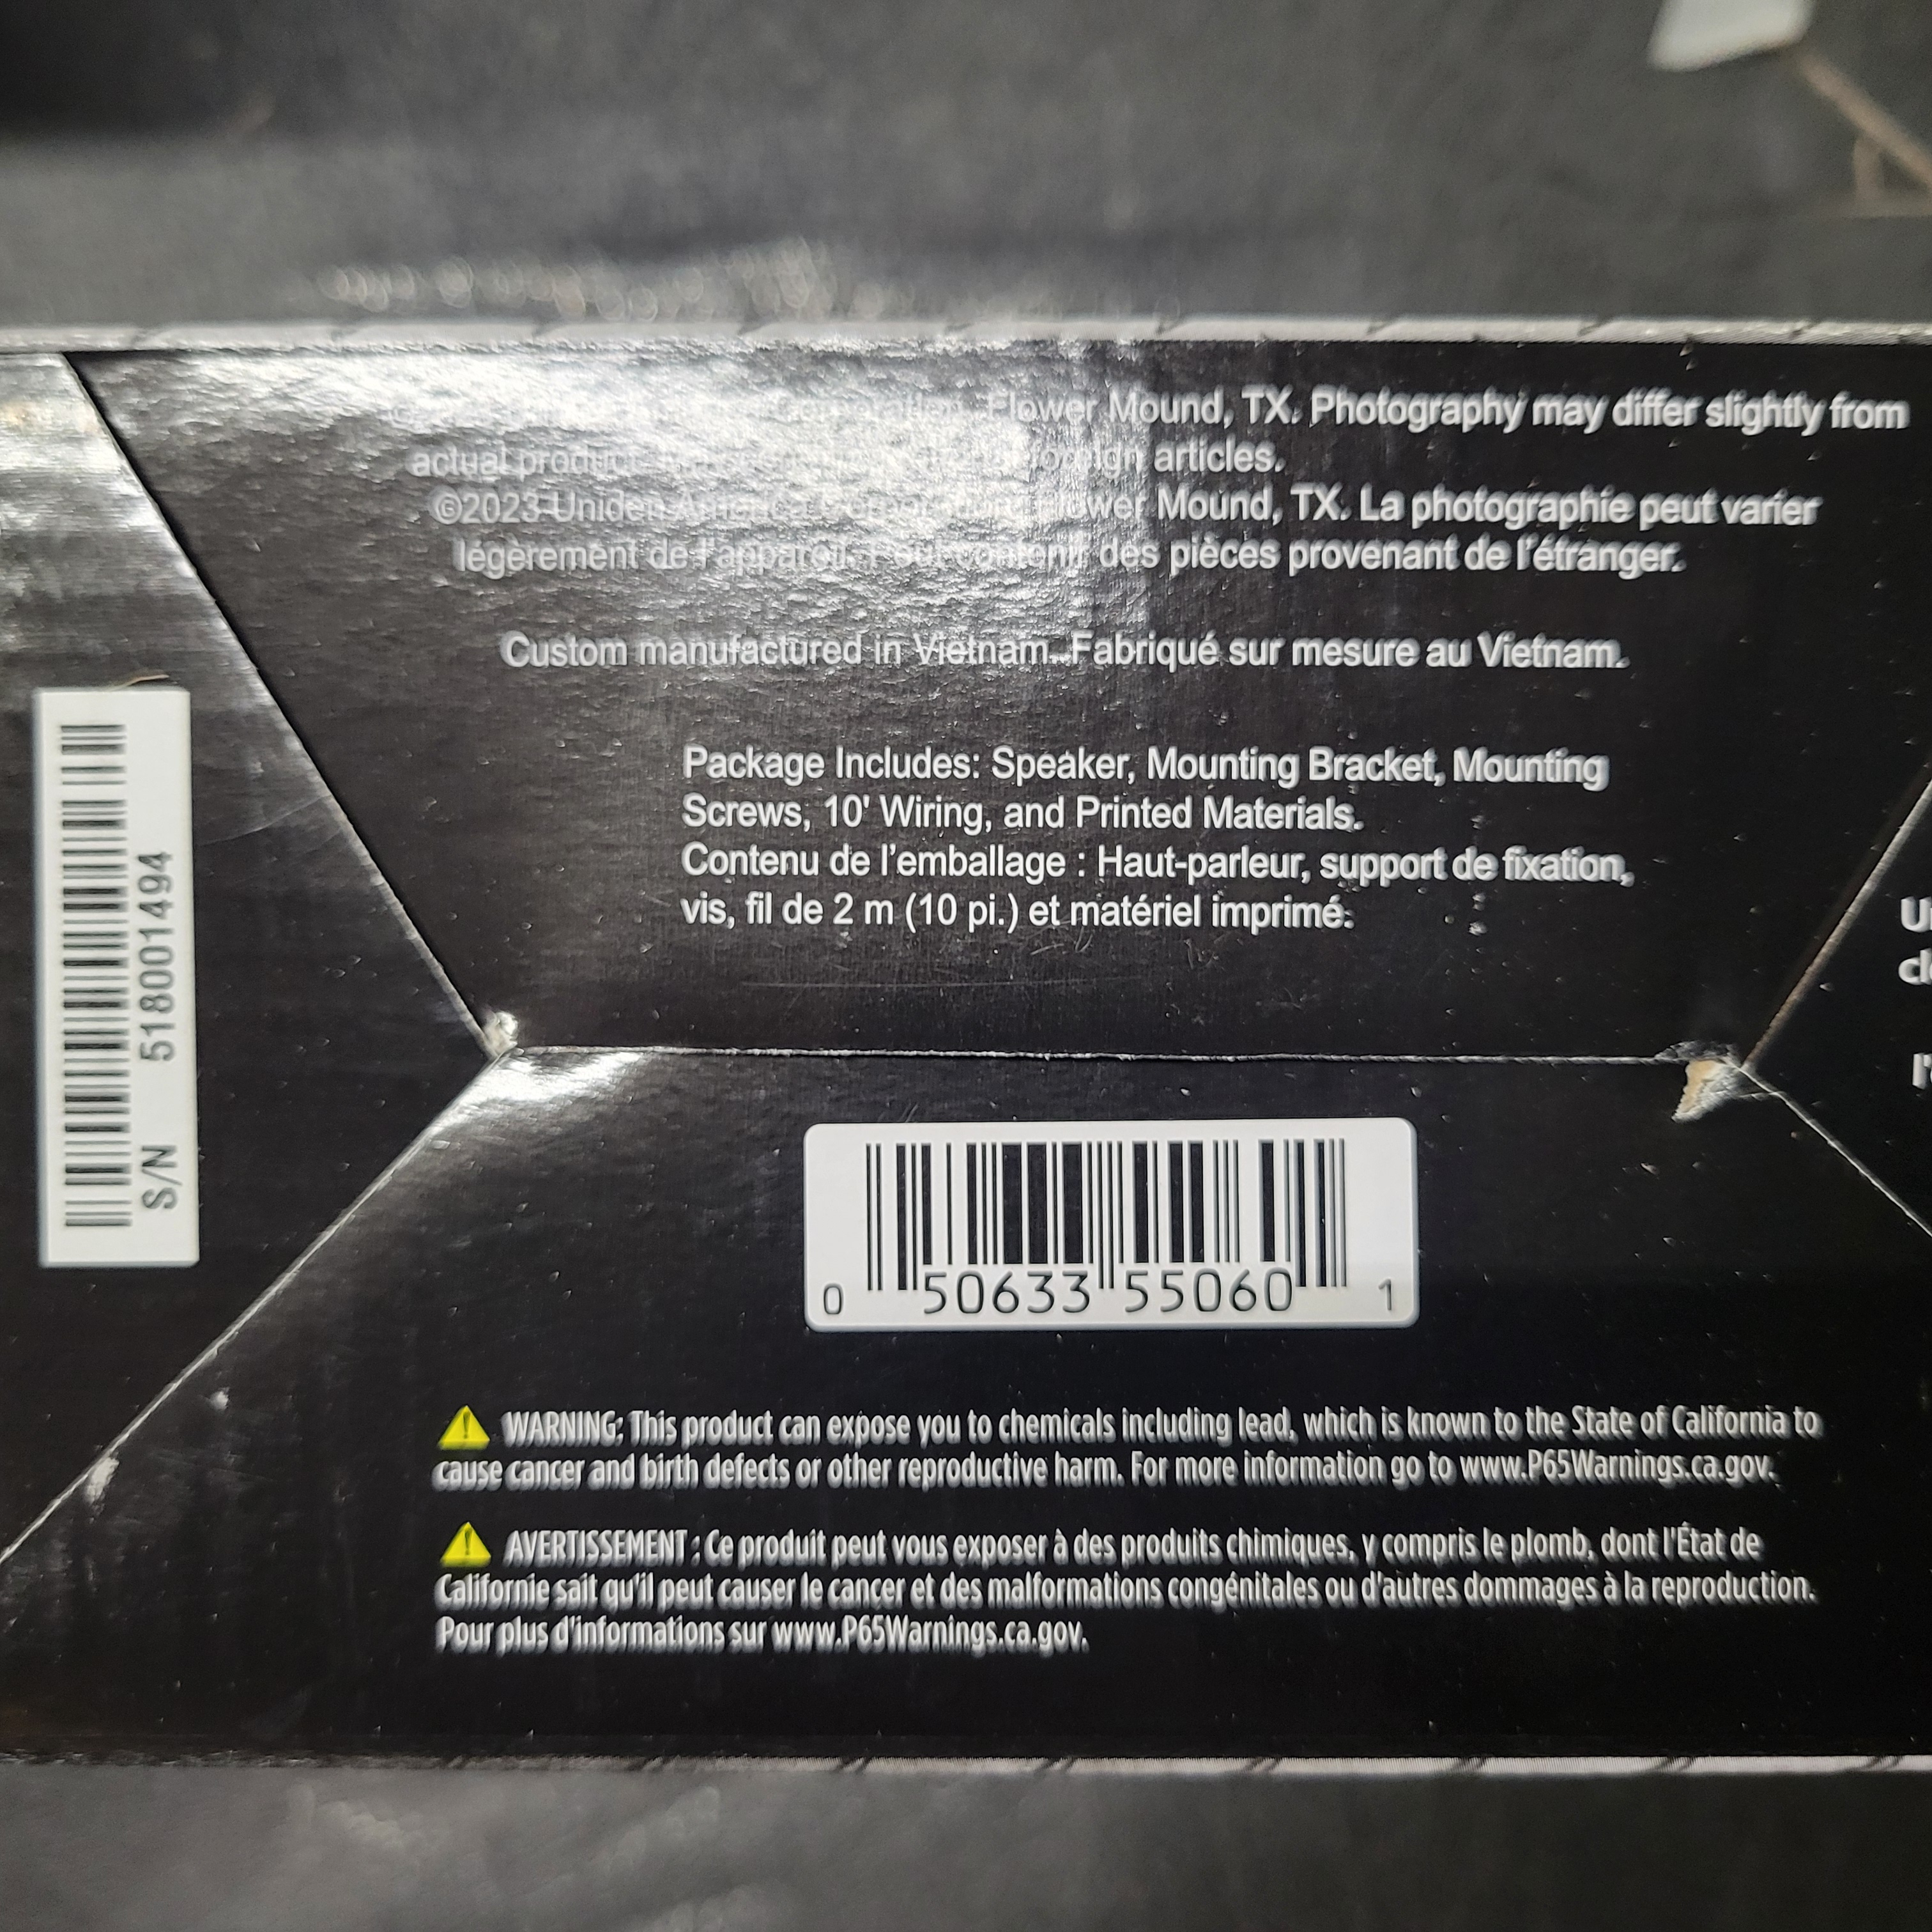 Corporation, Flower Mound, TX. Photography may differ slightly from
actual product. foreign articles.
©2023 Uniden America Corporation, Flower Mound, TX. La photographie peut varier
légèrement de l'appareil. Peut contenir des pièces provenant de l'étranger.
Custom manufactured in Vietnam. Fabriqué sur mesure au Vietnam.
Package Includes: Speaker, Mounting Bracket, Mounting
Screws, 10' Wiring, and Printed Materials.
Contenu de l'emballage : Haut-parleur, support de fixation,
vis, fil de 2 m (10 pi.) et matériel imprimé.
S/N 518001494
0 50633 55060 1
WARNING: This product can expose you to chemicals including lead, which is known to the State of California to
cause cancer and birth defects or other reproductive harm. For more information go to www.P65Warnings.ca.gov.
AVERTISSEMENT : Ce produit peut vous exposer à des produits chimiques, y compris le plomb, dont l'État de
Californie sait qu'il peut causer le cancer et des malformations congénitales ou d'autres dommages à la reproduction.
Pour plus d'informations sur www.P65Warnings.ca.gov.